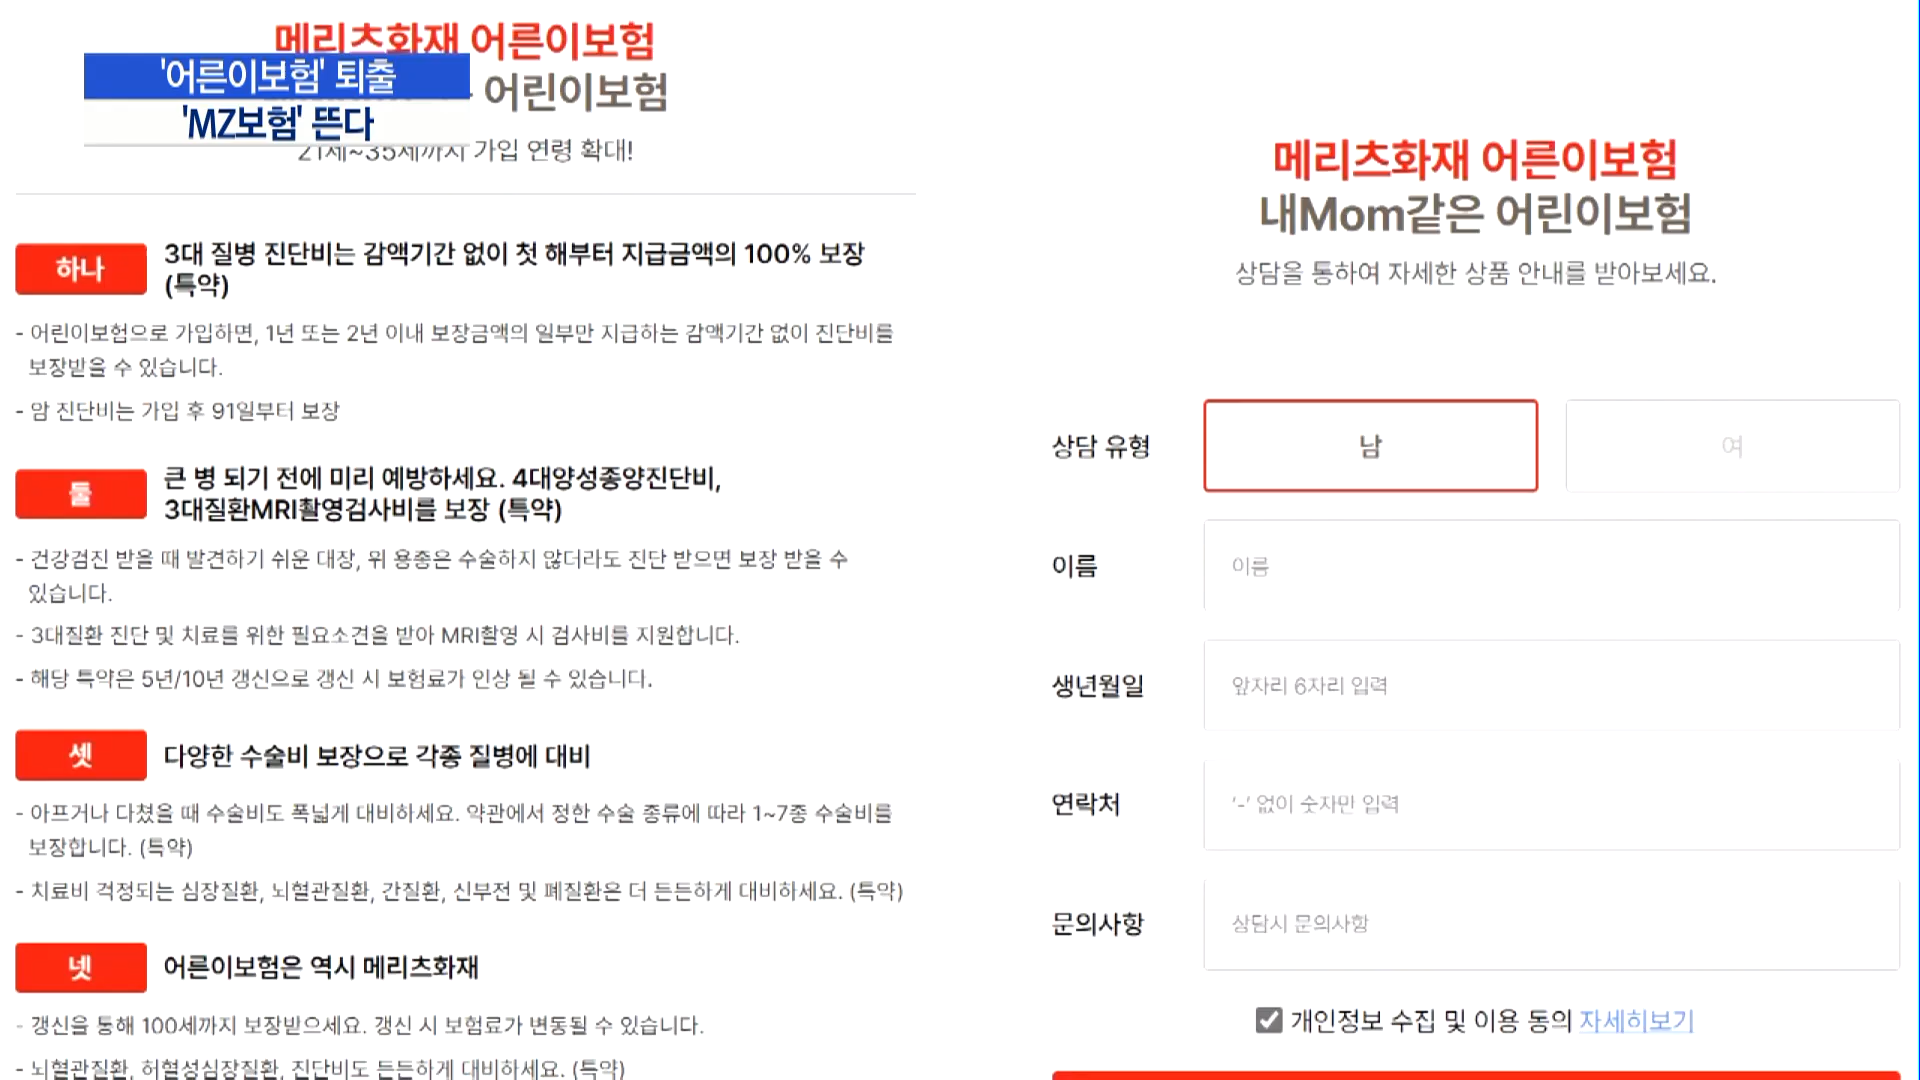 메리츠화재 어른이보험
'어른이보험' 퇴출
어린이보험
'MZ보험' 뜬다
21세~35세까지 가입 연령 확대!
하나
3대 질병 진단비는 감액기간 없이 첫 해부터 지급금액의 100% 보장
(특약)
- 어린이보험으로 가입하면, 1년 또는 2년 이내 보장금액의 일부만 지급하는 감액기간 없이 진단비를
보장받을 수 있습니다.
- 암 진단비는 가입 후 91일부터 보장
둘
큰 병 되기 전에 미리 예방하세요. 4대양성종양진단비,
3대질환MRI촬영검사비를 보장 (특약)
- 건강검진 받을 때 발견하기 쉬운 대장, 위 용종은 수술하지 않더라도 진단 받으면 보장 받을 수
있습니다.
- 3대질환 진단 및 치료를 위한 필요소견을 받아 MRI촬영 시 검사비를 지원합니다.
- 해당 특약은 5년/10년 갱신으로 갱신 시 보험료가 인상 될 수 있습니다.
셋
다양한 수술비 보장으로 각종 질병에 대비
- 아프거나 다쳤을 때 수술비도 폭넓게 대비하세요. 약관에서 정한 수술 종류에 따라 1~7종 수술비를
보장합니다. (특약)
- 치료비 걱정되는 심장질환, 뇌혈관질환, 간질환, 신부전 및 폐질환은 더 든든하게 대비하세요. (특약)
넷
어른이보험은 역시 메리츠화재
- 갱신을 통해 100세까지 보장받으세요. 갱신 시 보험료가 변동될 수 있습니다.
- 뇌혈관질환, 허혈성심장질환, 진단비도 든든하게 대비하세요. (특약)
메리츠화재 어른이보험
내Mom같은 어린이보험
상담을 통하여 자세한 상품 안내를 받아보세요.
상담 유형
남
여
이름
이름
생년월일
앞자리 6자리 입력
연락처
'-' 없이 숫자만 입력
문의사항
상담시 문의사항
개인정보 수집 및 이용 동의 자세히보기